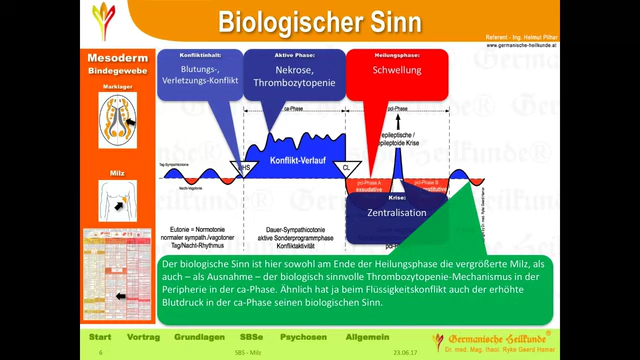 Biologischer Sinn
Referent - Ing. Helmut Pilhar
www.germanische-heilkunde.at
Mesoderm
Bindegewebe
Marklager
Milz
Konfliktinhalt:
Blutungs-,
Verletzungs-Konflikt
Aktive Phase:
Nekrose,
Thrombozytopenie
Heilungsphase:
Schwellung
ca-Phase
pcl-Phase
epileptische /
epileptoide Krise
Tag-Sympathicotonie
Nacht-Vagotonie
DHS
Konflikt-Verlauf
CL
pcl-Phase A
exsudative
pcl-Phase B
Krise:
Zentralisation
Eutonie = Normotonie
normaler sympath./vagotoner
Tag/Nacht-Rhythmus
Dauer-Sympathicotonie
aktive Sonderprogrammphase
Konfliktaktivität
Der biologische Sinn ist hier sowohl am Ende der Heilungsphase die vergrößerte Milz, als
auch – als Ausnahme – der biologisch sinnvolle Thrombozytopenie-Mechanismus in der
Peripherie in der ca-Phase. Ähnlich hat ja beim Flüssigkeitskonflikt auch der erhöhte
Blutdruck in der ca-Phase seinen biologischen Sinn.
Start Vortrag Grundlagen SBSe Psychosen Allgemein
Germanische Heilkunde®
Dr. med. Mag. theol. Ryke Geerd Hamer
6 SBS - Milz 23.06.17